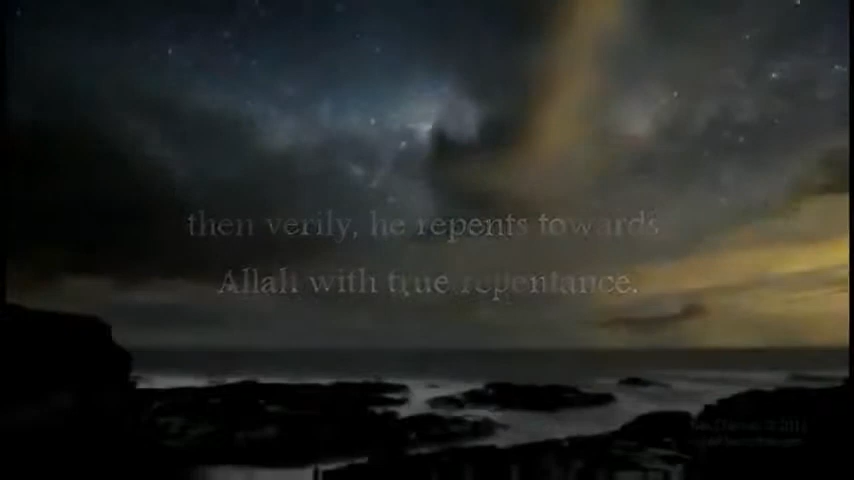 then verily, he repents towards
Allah with true repentance.